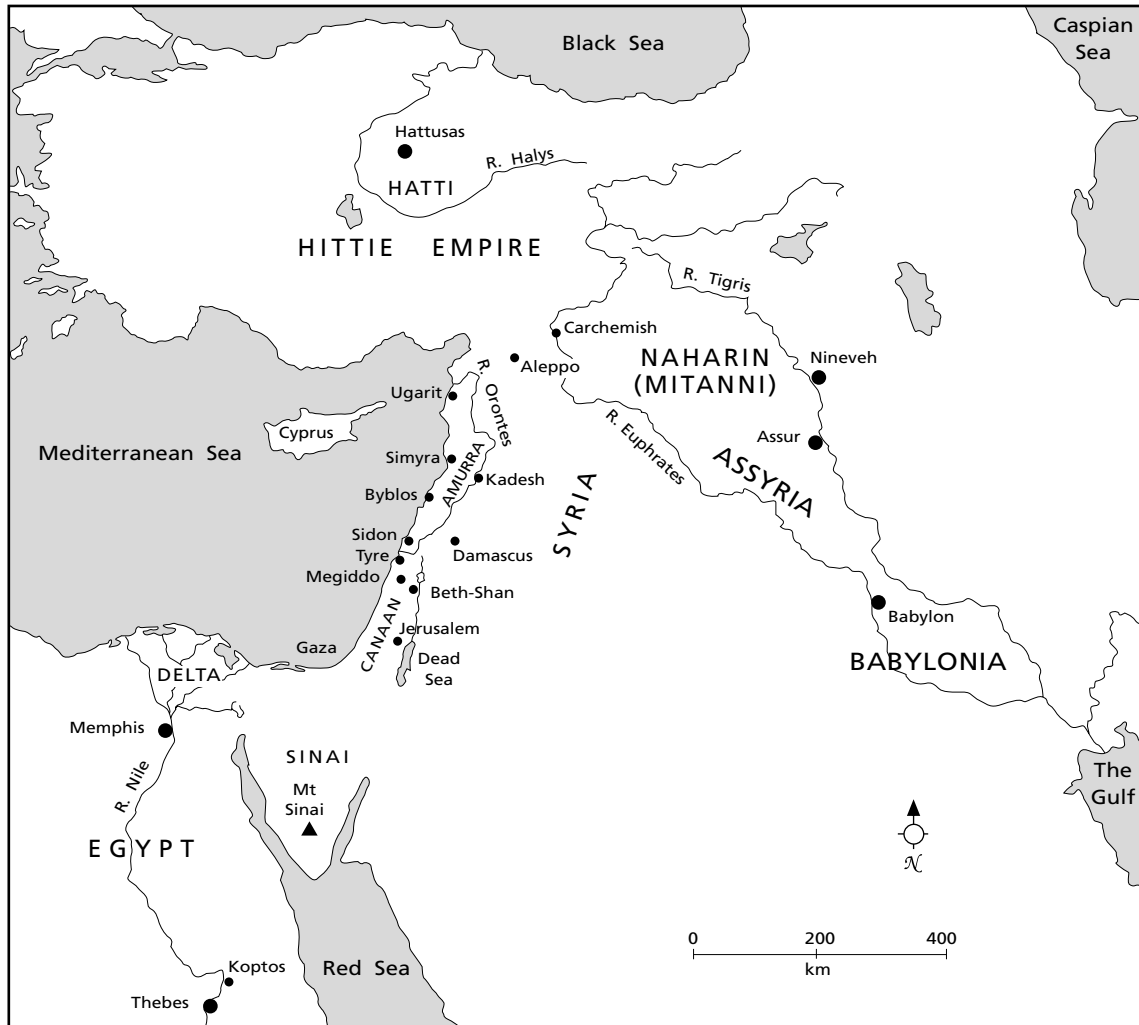 Black Sea
Caspian
Sea
Hattusas
R. Halys
HATTI
HITTIE EMPIRE
R. Tigris
Carchemish
Aleppo
NAHARIN
(MITANNI)
Nineveh
R. Orontes
Ugarit
Cyprus
R. Euphrates
Assur
Mediterranean Sea
Simyra
AMURRA
Kadesh
ASSYRIA
Byblos
SYRIA
Sidon
Tyre
Damascus
Megiddo
Beth-Shan
CANAAN
Babylon
Jerusalem
Gaza
Dead
Sea
BABYLONIA
DELTA
Memphis
SINAI
Mt
Sinai
R. Nile
The
Gulf
EGYPT
N
0 200 400
km
Koptos
Red Sea
Thebes